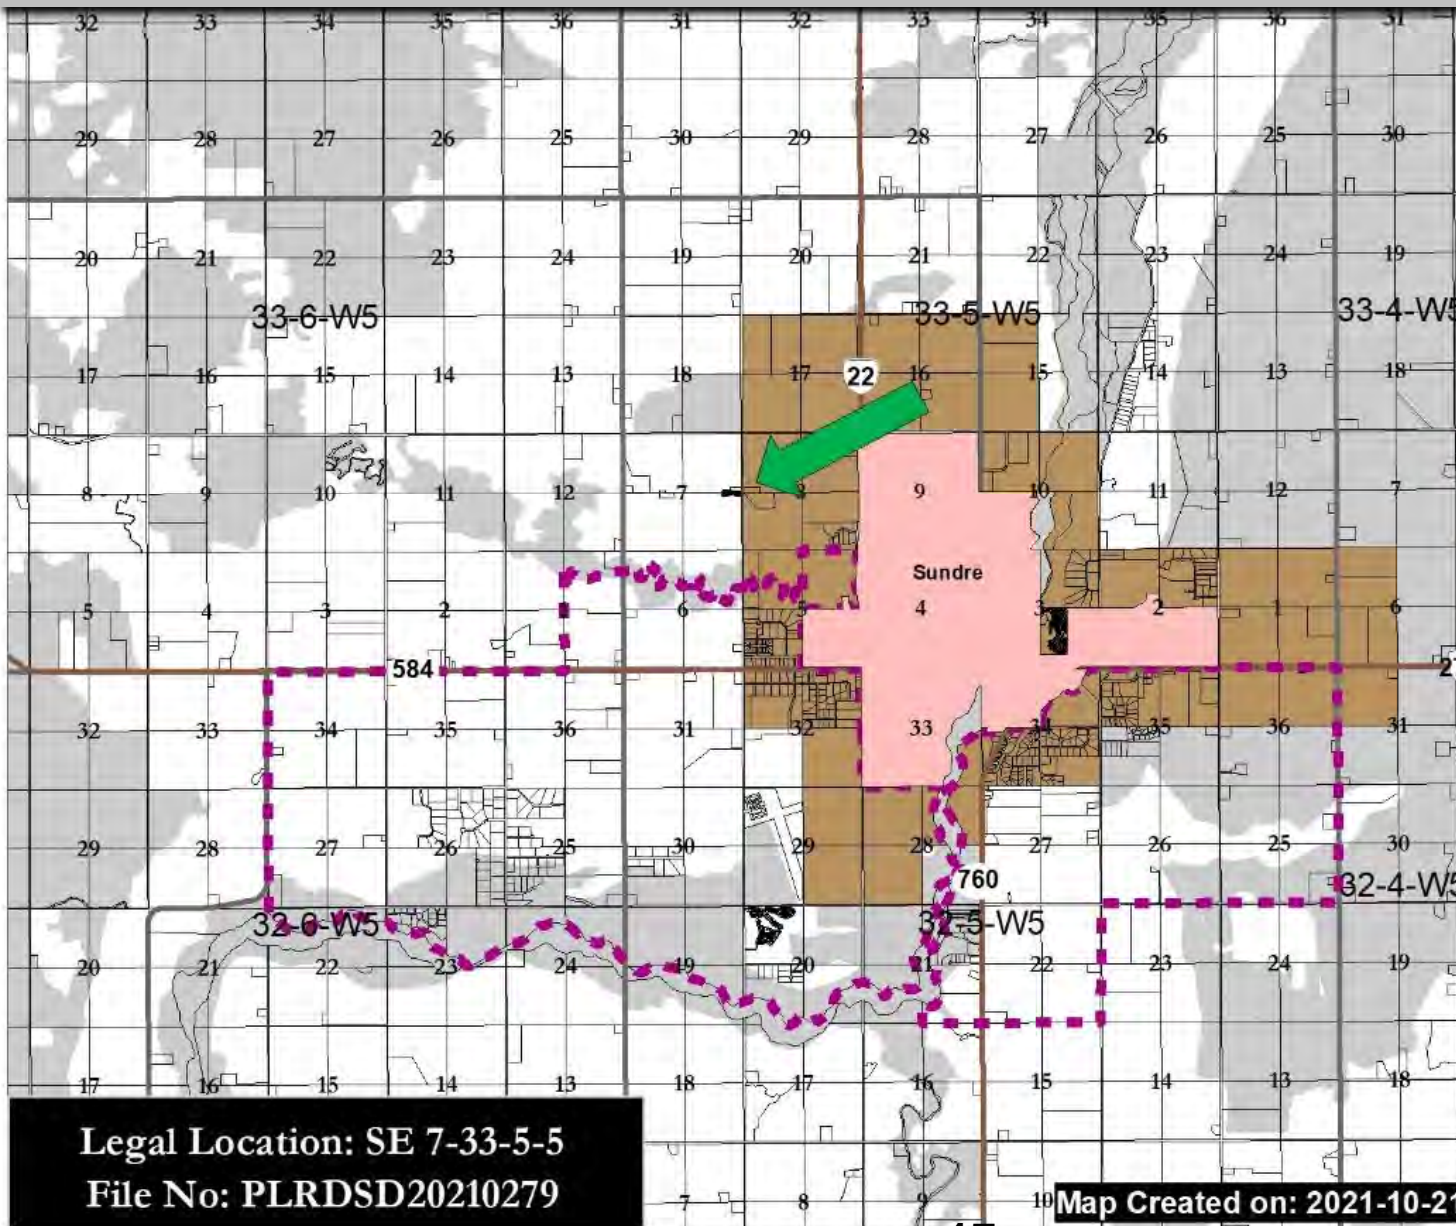 32 33 34 35 36 31 32 33 34 35 36 31
29 28 27 26 25 30 29 28 27 26 25 30
20 21 22 23 24 19 20 21 22 23 24 19
33-6-W5 33-5-W5 33-4-W5
17 16 15 14 13 18 17 22 16 15 14 13 18
8 9 10 11 12 7 8 9 10 11 12 7
Sundre
5 4 3 2 1 6 5 4 3 2 1 6
584 2
32 33 34 35 36 31 32 33 34 35 36 31
29 28 27 26 25 30 29 28 27 26 25 30
760
32-6-W5 32-5-W5 32-4-W5
20 21 22 23 24 19 20 21 22 23 24 19
17 16 15 14 13 18 17 16 15 14 13 18
7 8 9 10
Legal Location: SE 7-33-5-5
File No: PLRDSD20210279
Map Created on: 2021-10-21